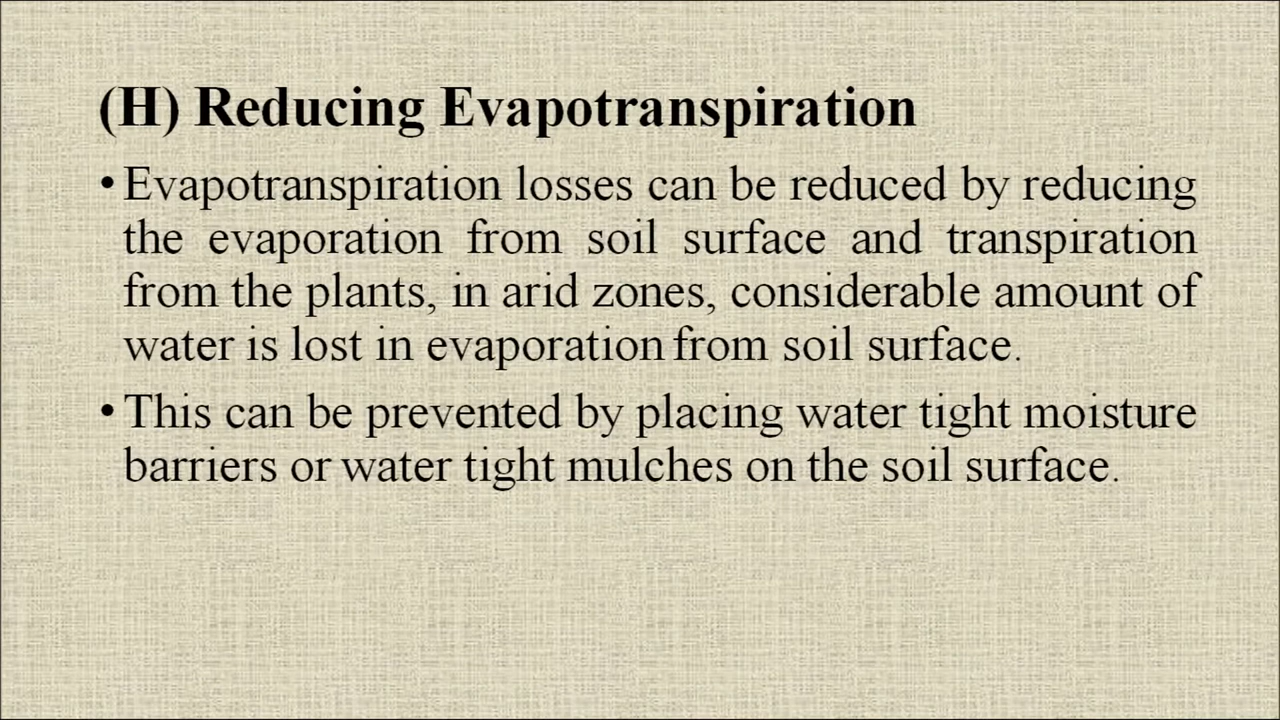 (H) Reducing Evapotranspiration
• Evapotranspiration losses can be reduced by reducing
the evaporation from soil surface and transpiration
from the plants, in arid zones, considerable amount of
water is lost in evaporation from soil surface.
• This can be prevented by placing water tight moisture
barriers or water tight mulches on the soil surface.